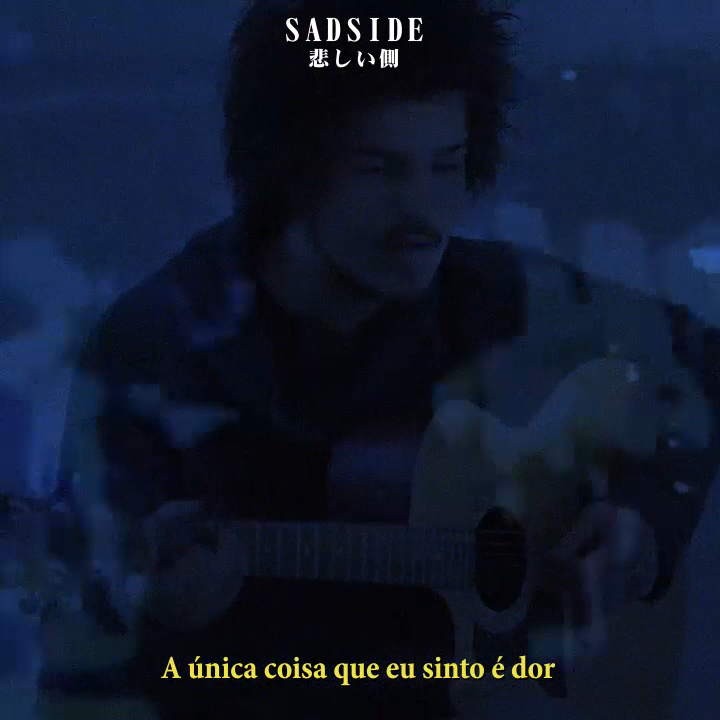 SADSIDE
悲しい側
A única coisa que eu sinto é dor